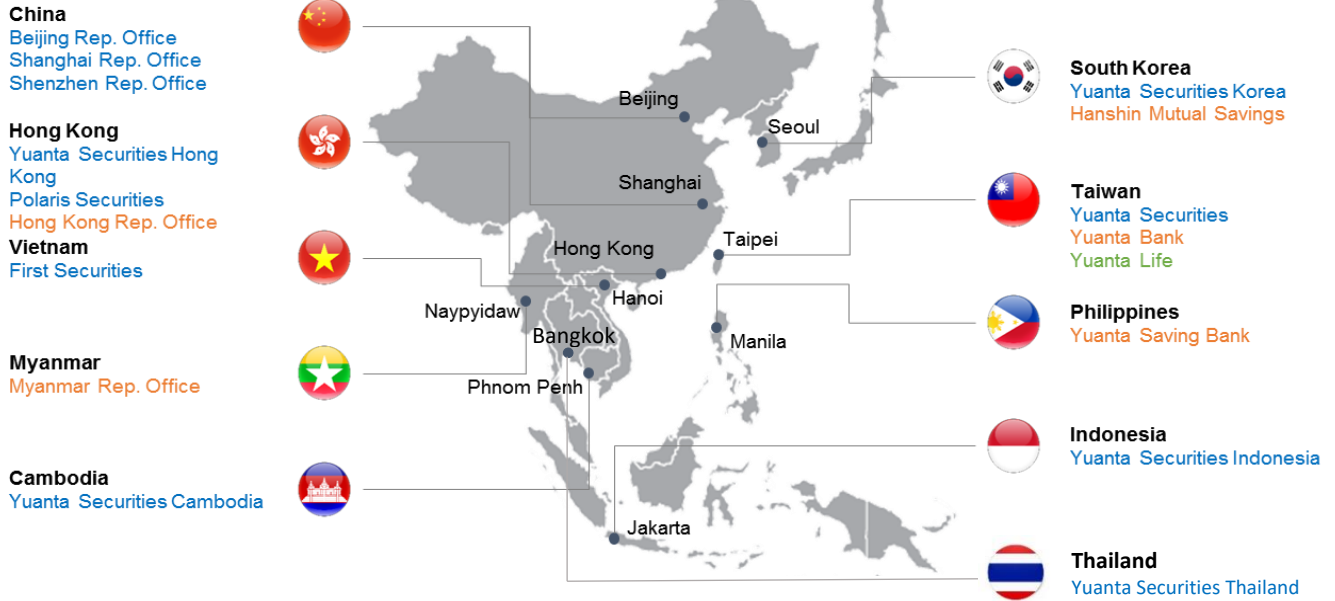 China
Beijing Rep. Office
Shanghai Rep. Office
Shenzhen Rep. Office
Hong Kong
Yuanta Securities Hong
Kong
Polaris Securities
Hong Kong Rep. Office
Vietnam
First Securities
Myanmar
Myanmar Rep. Office
Cambodia
Yuanta Securities Cambodia
Beijing
Seoul
Shanghai
Taipei
Hong Kong
Hanoi
Naypyidaw
Bangkok
Manila
Phnom Penh
Jakarta
South Korea
Yuanta Securities Korea
Hanshin Mutual Savings
Taiwan
Yuanta Securities
Yuanta Bank
Yuanta Life
Philippines
Yuanta Saving Bank
Indonesia
Yuanta Securities Indonesia
Thailand
Yuanta Securities Thailand